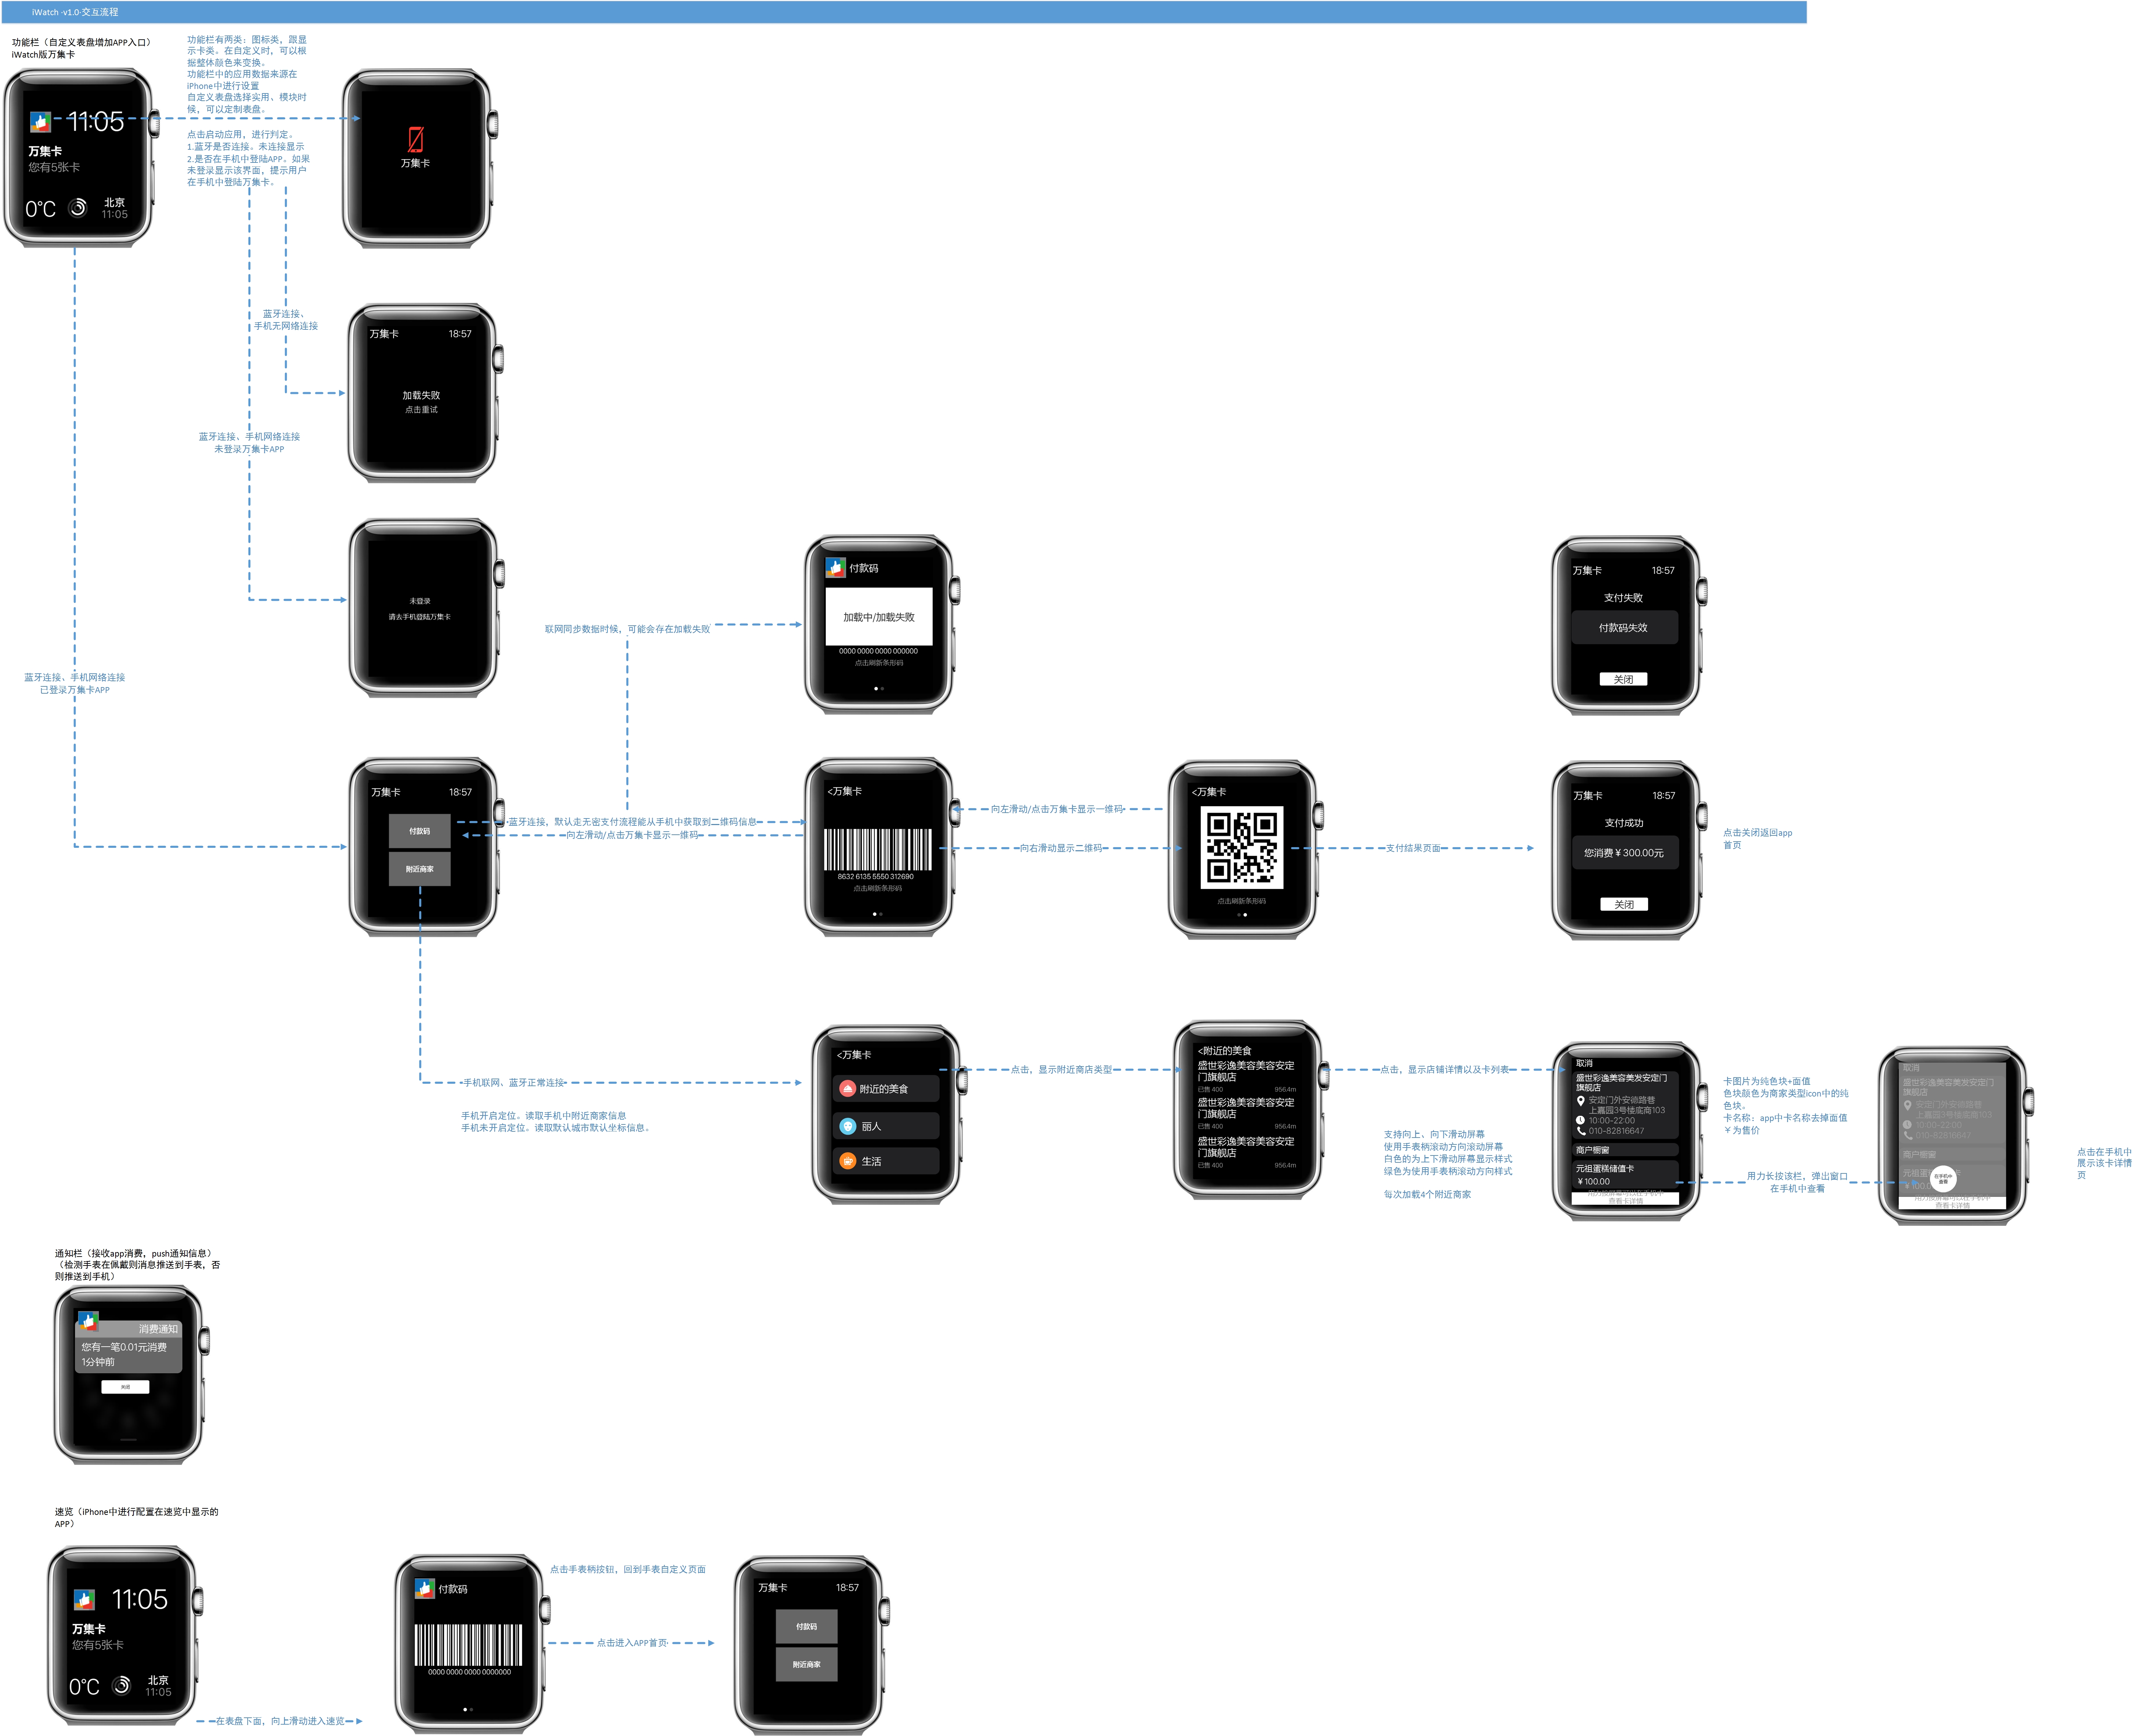 iWatch -v1.0-交互流程
功能栏（自定义表盘增加APP入口）
iWatch版万集卡
11:05
万集卡
您有5张卡
0℃
北京
11:05
功能栏有两类：图标类，跟显
示卡类。在自定义时，可以根
据整体颜色来变换。
功能栏中的应用数据来源在
iPhone中进行设置
自定义表盘选择实用、模块时
候，可以定制表盘。
点击启动应用，进行判定。
1.蓝牙是否连接。未连接显示
2.是否在手机中登陆APP。如果
未登录显示该界面，提示用户
在手机中登陆万集卡。
万集卡
蓝牙连接、
手机无网络连接
万集卡
18:57
加载失败
点击重试
蓝牙连接、手机网络连接
未登录万集卡APP
未登录
请去手机登陆万集卡
蓝牙连接、手机网络连接
已登录万集卡APP
联网同步数据时候，可能会存在加载失败
付款码
加载中/加载失败
0000 0000 0000 000000
点击刷新条形码
万集卡
18:57
支付失败
付款码失效
关闭
万集卡
18:57
付款码
附近商家
蓝牙连接，默认走无密支付流程能从手机中获取到二维码信息
向左滑动/点击万集卡显示一维码
<万集卡
8632 6135 5550 312690
点击刷新条形码
向左滑动/点击万集卡显示一维码
向右滑动显示二维码
<万集卡
点击刷新条形码
支付结果页面
万集卡
18:57
支付成功
您消费￥300.00元
关闭
点击关闭返回app
首页
手机联网、蓝牙正常连接
手机开启定位。读取手机中附近商家信息
手机未开启定位。读取默认城市默认坐标信息。
<万集卡
附近的美食
丽人
生活
点击，显示附近商店类型
<附近的美食
盛世彩逸美容美容安定
门旗舰店
已售 400
956.4m
盛世彩逸美容美容安定
门旗舰店
已售 400
956.4m
盛世彩逸美容美容安定
门旗舰店
已售 400
956.4m
点击，显示店铺详情以及卡列表
支持向上、向下滑动屏幕
使用手表柄滚动方向滚动屏幕
白色的为上下滑动屏幕显示样式
绿色为使用手表柄滚动方向样式
每次加载4个附近商家
取消
盛世彩逸美容美发安定门
旗舰店
安定门外安德路巷
上嘉园3号楼底商103
10:00-22:00
010-82816647
商户橱窗
元祖蛋糕储值卡
￥100.00
用力按屏幕可以在手机中
查看卡详情
卡图片为纯色块+面值
色块颜色为商家类型icon中的纯
色块。
卡名称：app中卡名称去掉面值
￥为售价
用力长按该栏，弹出窗口
在手机中查看
取消
盛世彩逸美容美发安定门
旗舰店
安定门外安德路巷
上嘉园3号楼底商103
10:00-22:00
010-82816647
商户橱窗
在手机中
查看
用力按屏幕可以在手机中
查看卡详情
点击在手机中
展示该卡详情
页
通知栏（接收app消费，push通知信息）
（检测手表在佩戴则消息推送到手表，否
则推送到手机）
消费通知
您有一笔0.01元消费
1分钟前
关闭
速览（iPhone中进行配置在速览中显示的
APP）
11:05
万集卡
您有5张卡
0℃
北京
11:05
在表盘下面，向上滑动进入速览
付款码
0000 0000 0000 0000000
点击手表柄按钮，回到手表自定义页面
点击进入APP首页
万集卡
18:57
付款码
附近商家